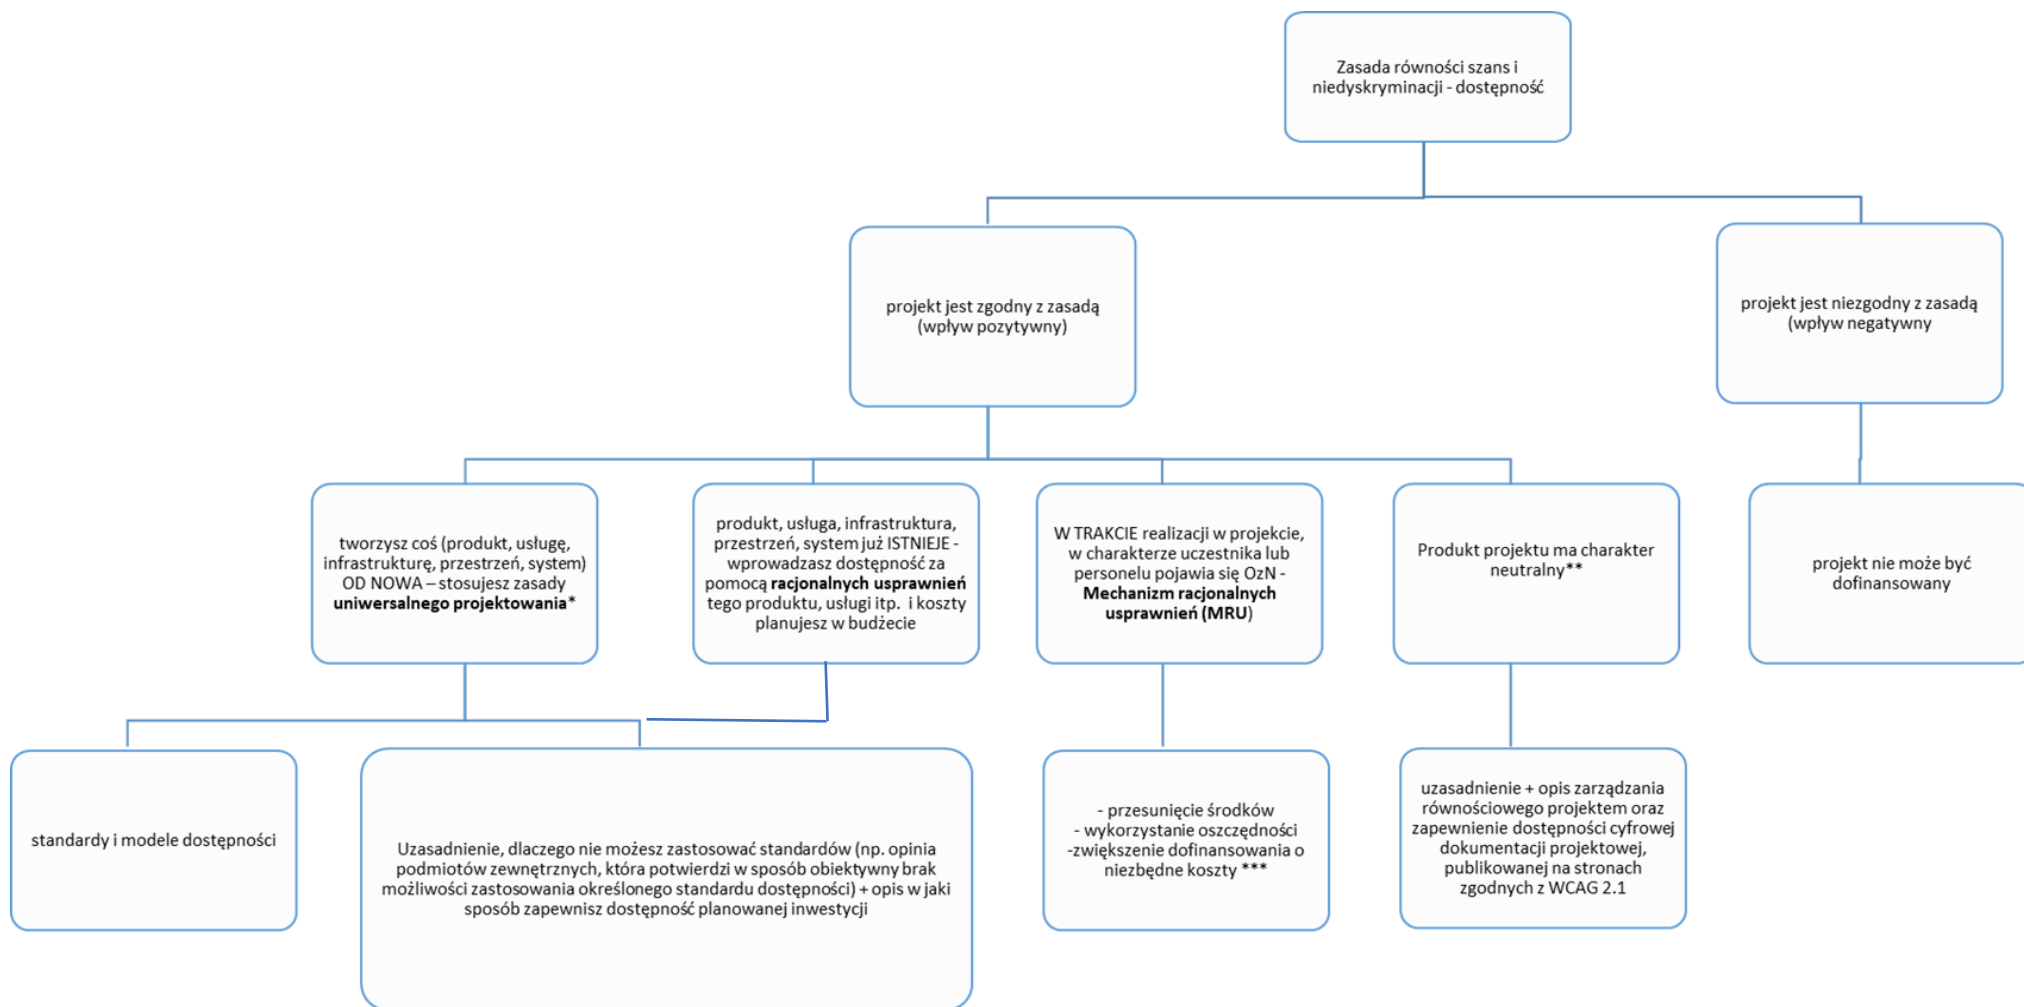 Zasada równości szans i
niedyskryminacji - dostępność
projekt jest zgodny z zasadą
(wpływ pozytywny)
projekt jest niezgodny z zasadą
(wpływ negatywny
tworzysz coś (produkt, usługę,
infrastrukturę, przestrzeń, system)
OD NOWA – stosujesz zasady
uniwersalnego projektowania*
produkt, usługa, infrastruktura,
przestrzeń, system już ISTNIEJE -
wprowadzasz dostępność za
pomocą racjonalnych usprawnień
tego produktu, usługi itp. i koszty
planujesz w budżecie
W TRAKCIE realizacji w projekcie,
w charakterze uczestnika lub
personelu pojawia się OzN -
Mechanizm racjonalnych
usprawnień (MRU)
Produkt projektu ma charakter
neutralny**
projekt nie może być
dofinansowany
standardy i modele dostępności
Uzasadnienie, dlaczego nie możesz zastosować standardów (np. opinia
podmiotów zewnętrznych, która potwierdzi w sposób obiektywny brak
możliwości zastosowania określonego standardu dostępności) + opis w jaki
sposób zapewnisz dostępność planowanej inwestycji
- przesunięcie środków
- wykorzystanie oszczędności
-zwiększenie dofinansowania o
niezbędne koszty ***
uzasadnienie + opis zarządzania
równościowego projektem oraz
zapewnienie dostępności cyfrowej
dokumentacji projektowej,
publikowanej na stronach
zgodnych z WCAG 2.1